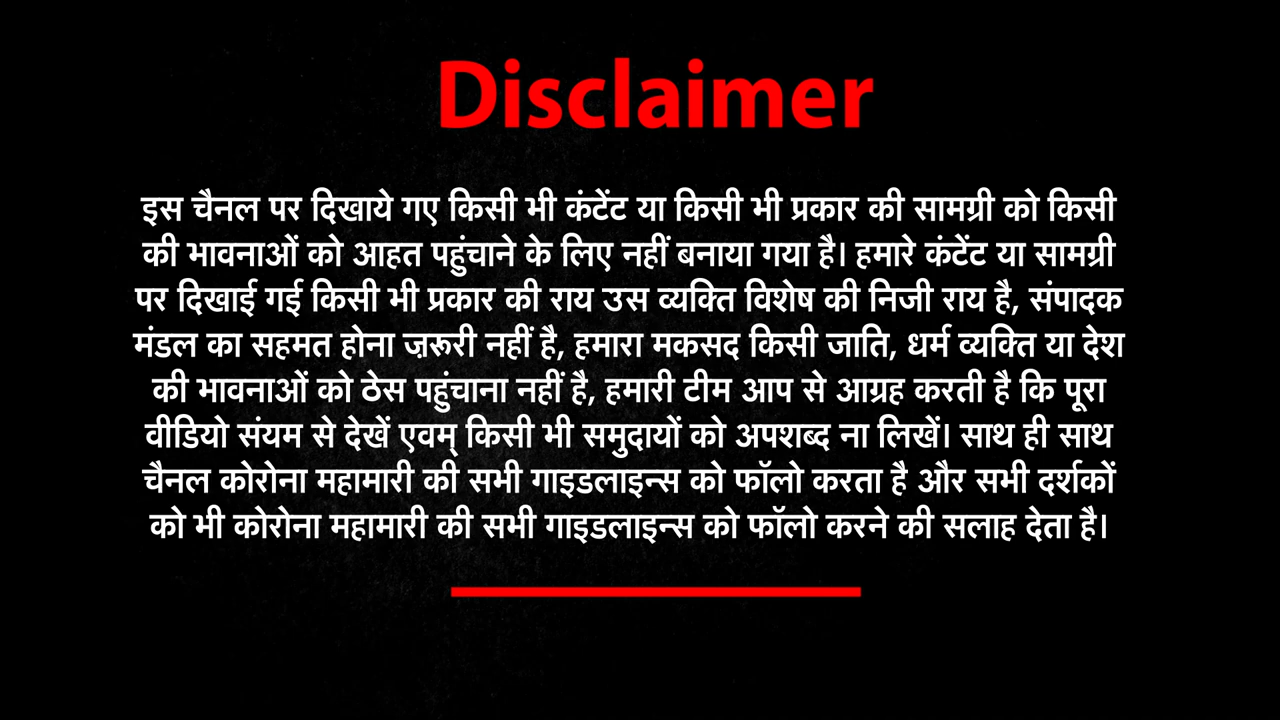 Disclaimer
इस चैनल पर दिखाये गए किसी भी कंटेंट या किसी भी प्रकार की सामग्री को किसी
की भावनाओं को आहत पहुंचाने के लिए नहीं बनाया गया है। हमारे कंटेंट या सामग्री
पर दिखाई गई किसी भी प्रकार की राय उस व्यक्ति विशेष की निजी राय है, संपादक
मंडल का सहमत होना ज़रूरी नहीं है, हमारा मकसद किसी जाति, धर्म व्यक्ति या देश
की भावनाओं को ठेस पहुंचाना नहीं है, हमारी टीम आप से आग्रह करती है कि पूरा
वीडियो संयम से देखें एवम् किसी भी समुदायों को अपशब्द ना लिखें। साथ ही साथ
चैनल कोरोना महामारी की सभी गाइडलाइन्स को फॉलो करता है और सभी दर्शकों
को भी कोरोना महामारी की सभी गाइडलाइन्स को फॉलो करने की सलाह देता है।